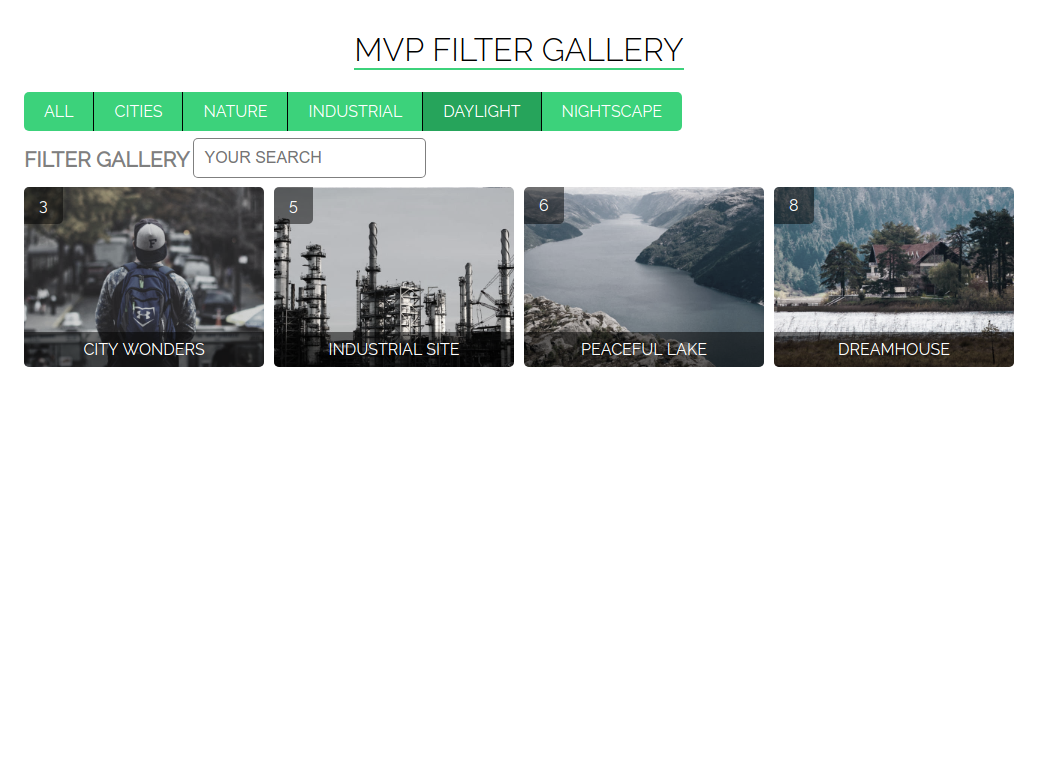 MVP FILTER GALLERY
ALL CITIES NATURE INDUSTRIAL DAYLIGHT NIGHTSCAPE
FILTER GALLERY YOUR SEARCH
3 5 6 8
F
CITY WONDERS INDUSTRIAL SITE PEACEFUL LAKE DREAMHOUSE